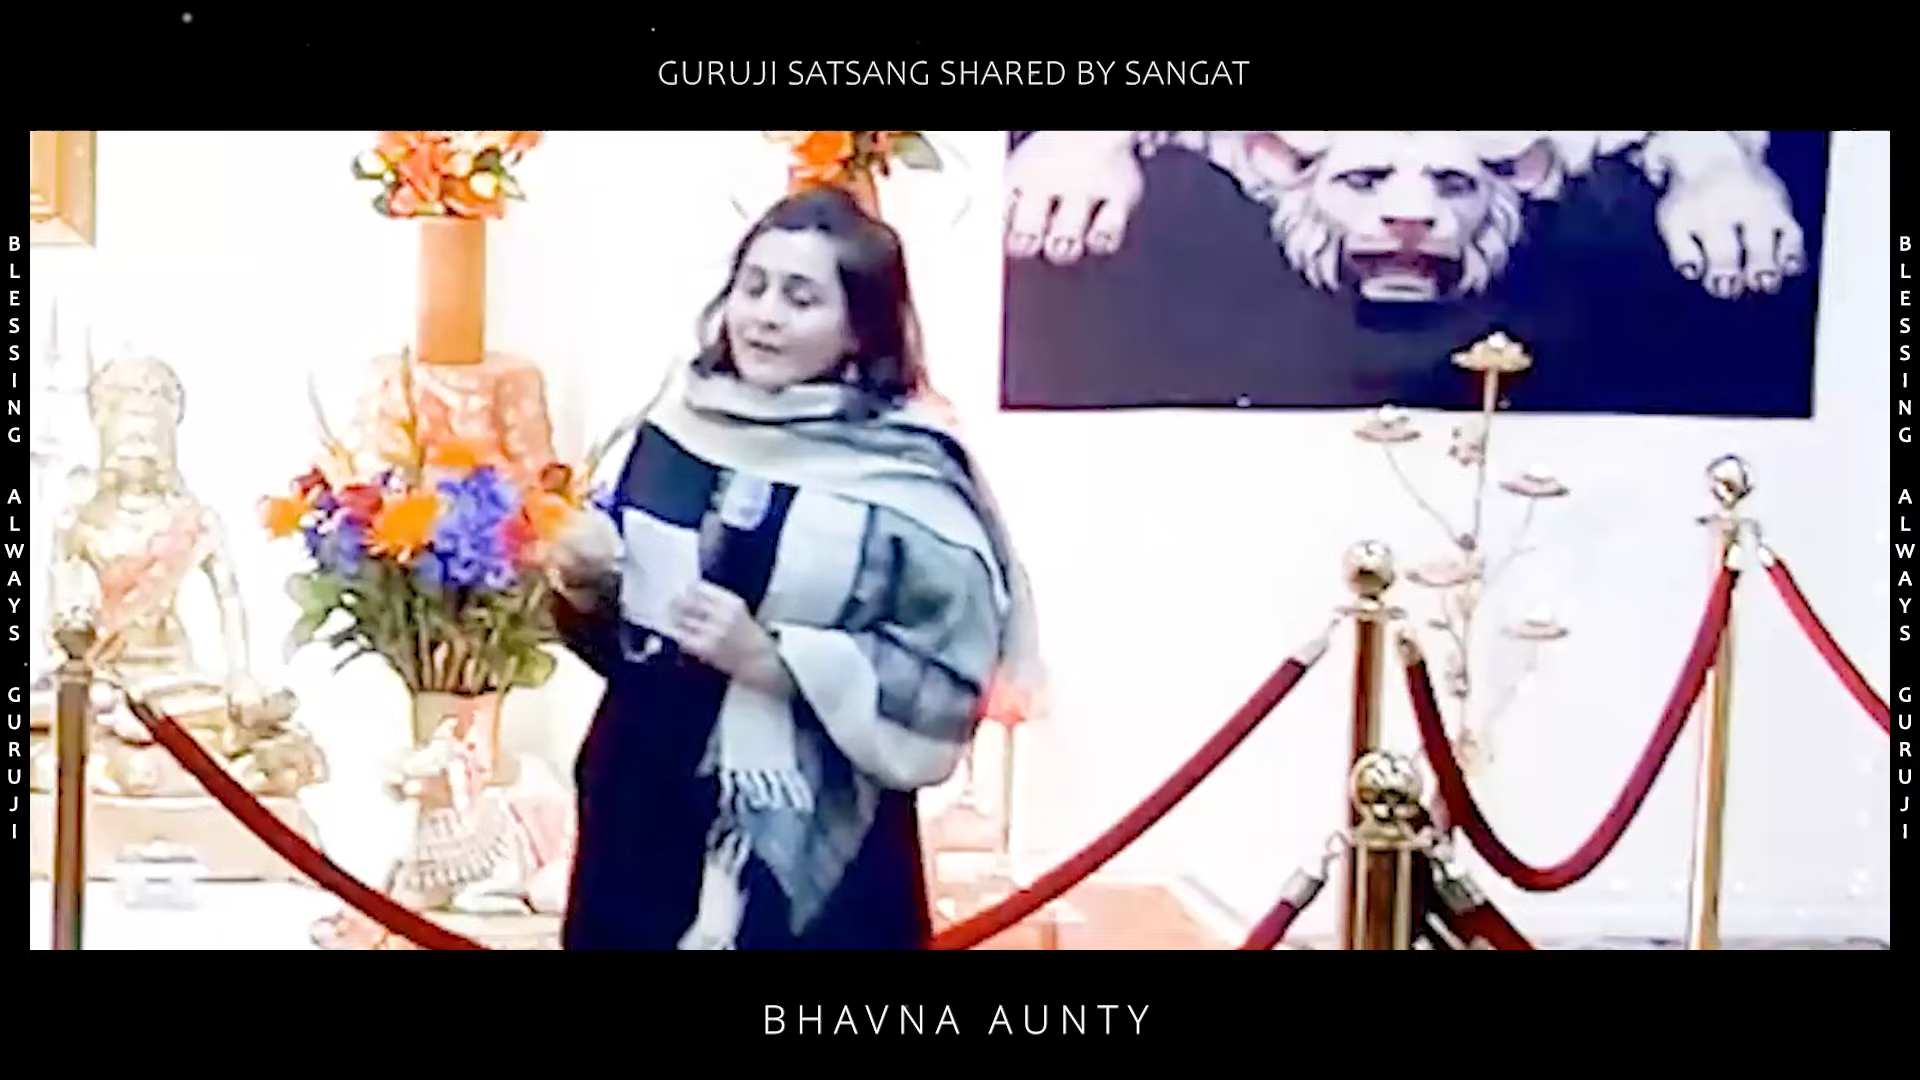 GURUJI SATSANG SHARED BY SANGAT
BLESSING ALWAYS GURUJI
BLESSING ALWAYS GURUJI
BHAVNA AUNTY